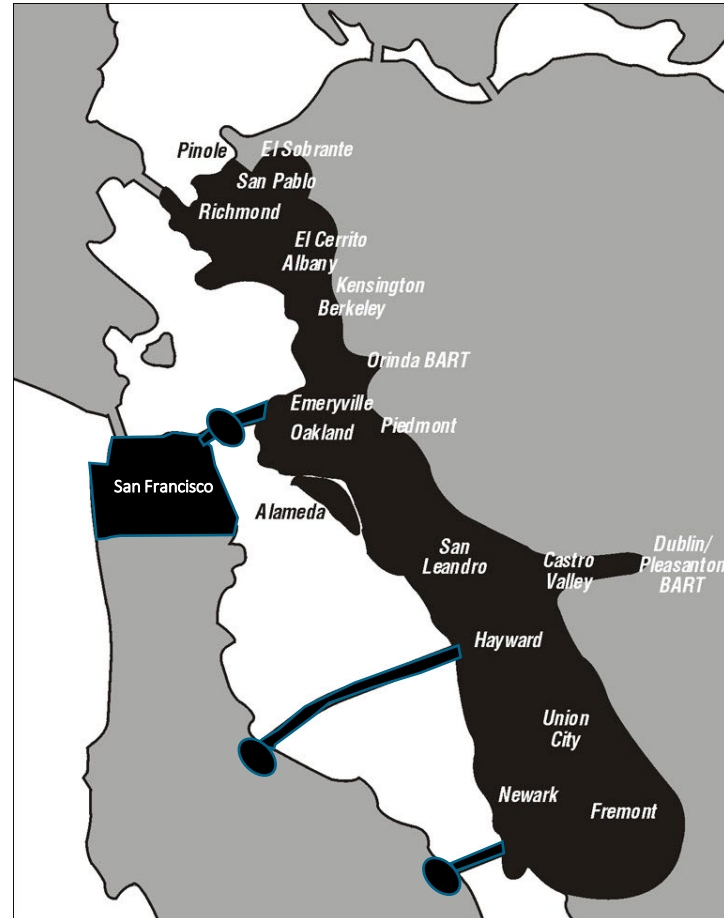 Pinole
El Sobrante
San Pablo
Richmond
El Cerrito
Albany
Kensington
Berkeley
Orinda BART
Emeryville
Oakland
Piedmont
San Francisco
Alameda
San
Leandro
Castro
Valley
Dublin/
Pleasanton
BART
Hayward
Union
City
Newark
Fremont